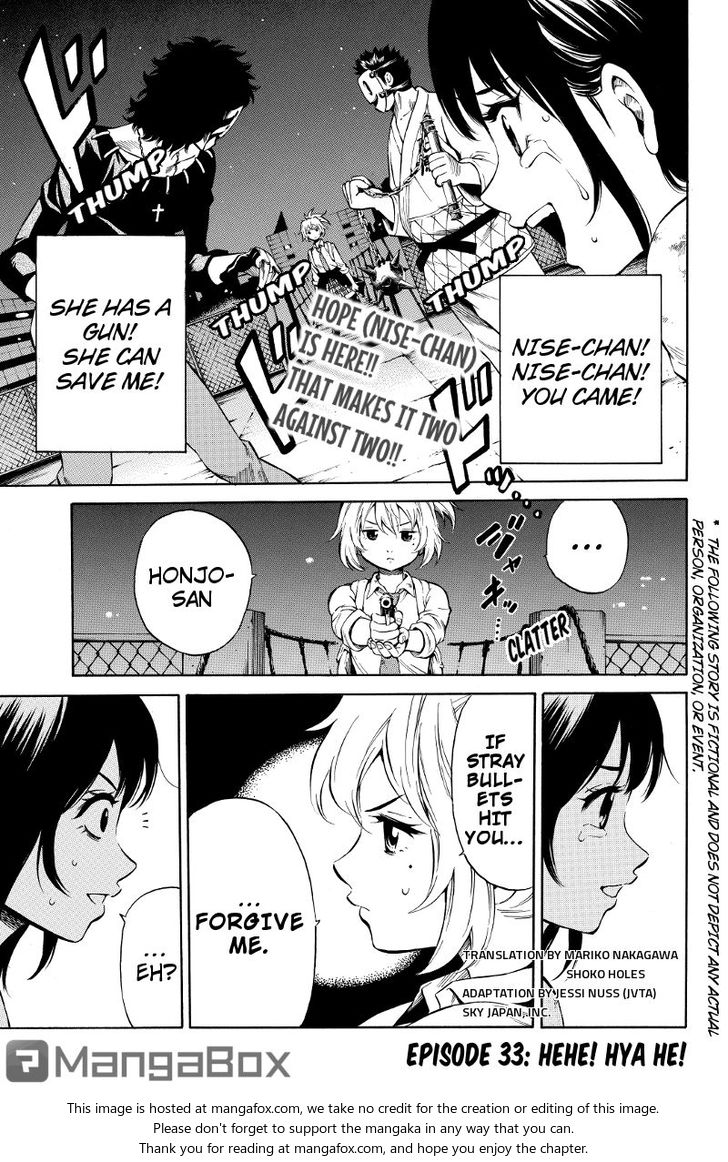 ドド
THUMP
THUMP
THUMP
NISE-CHAN!
NISE-CHAN!
YOU CAME!
HOPE (NISE-CHAN)
IS HERE!!
THAT MAKES IT TWO
AGAINST TWO!!
SHE HAS A
GUN!
SHE CAN
SAVE ME!
...
CLATTER
HONJO-
SAN
* THE FOLLOWING STORY IS FICTIONAL AND DOES NOT DEPICT ANY ACTUAL
PERSON, ORGANIZATION, OR EVENT.
IF
STRAY
BULL-
ETS
HIT
YOU...
...
FORGIVE
ME.
...
EH?
TRANSLATION BY MARIKO NAKAGAWA
SHOKO HOLES
ADAPTATION BY JESSI NUSS (JVTA)
SKY JAPAN, INC.
EPISODE 33: HEHE! HYA HE!
MangaBox
This image is hosted at mangafox.com, we take no credit for the creation or editing of this image.
Please don't forget to support the mangaka in any way that you can.
Thank you for reading at mangafox.com, and hope you enjoy the chapter.